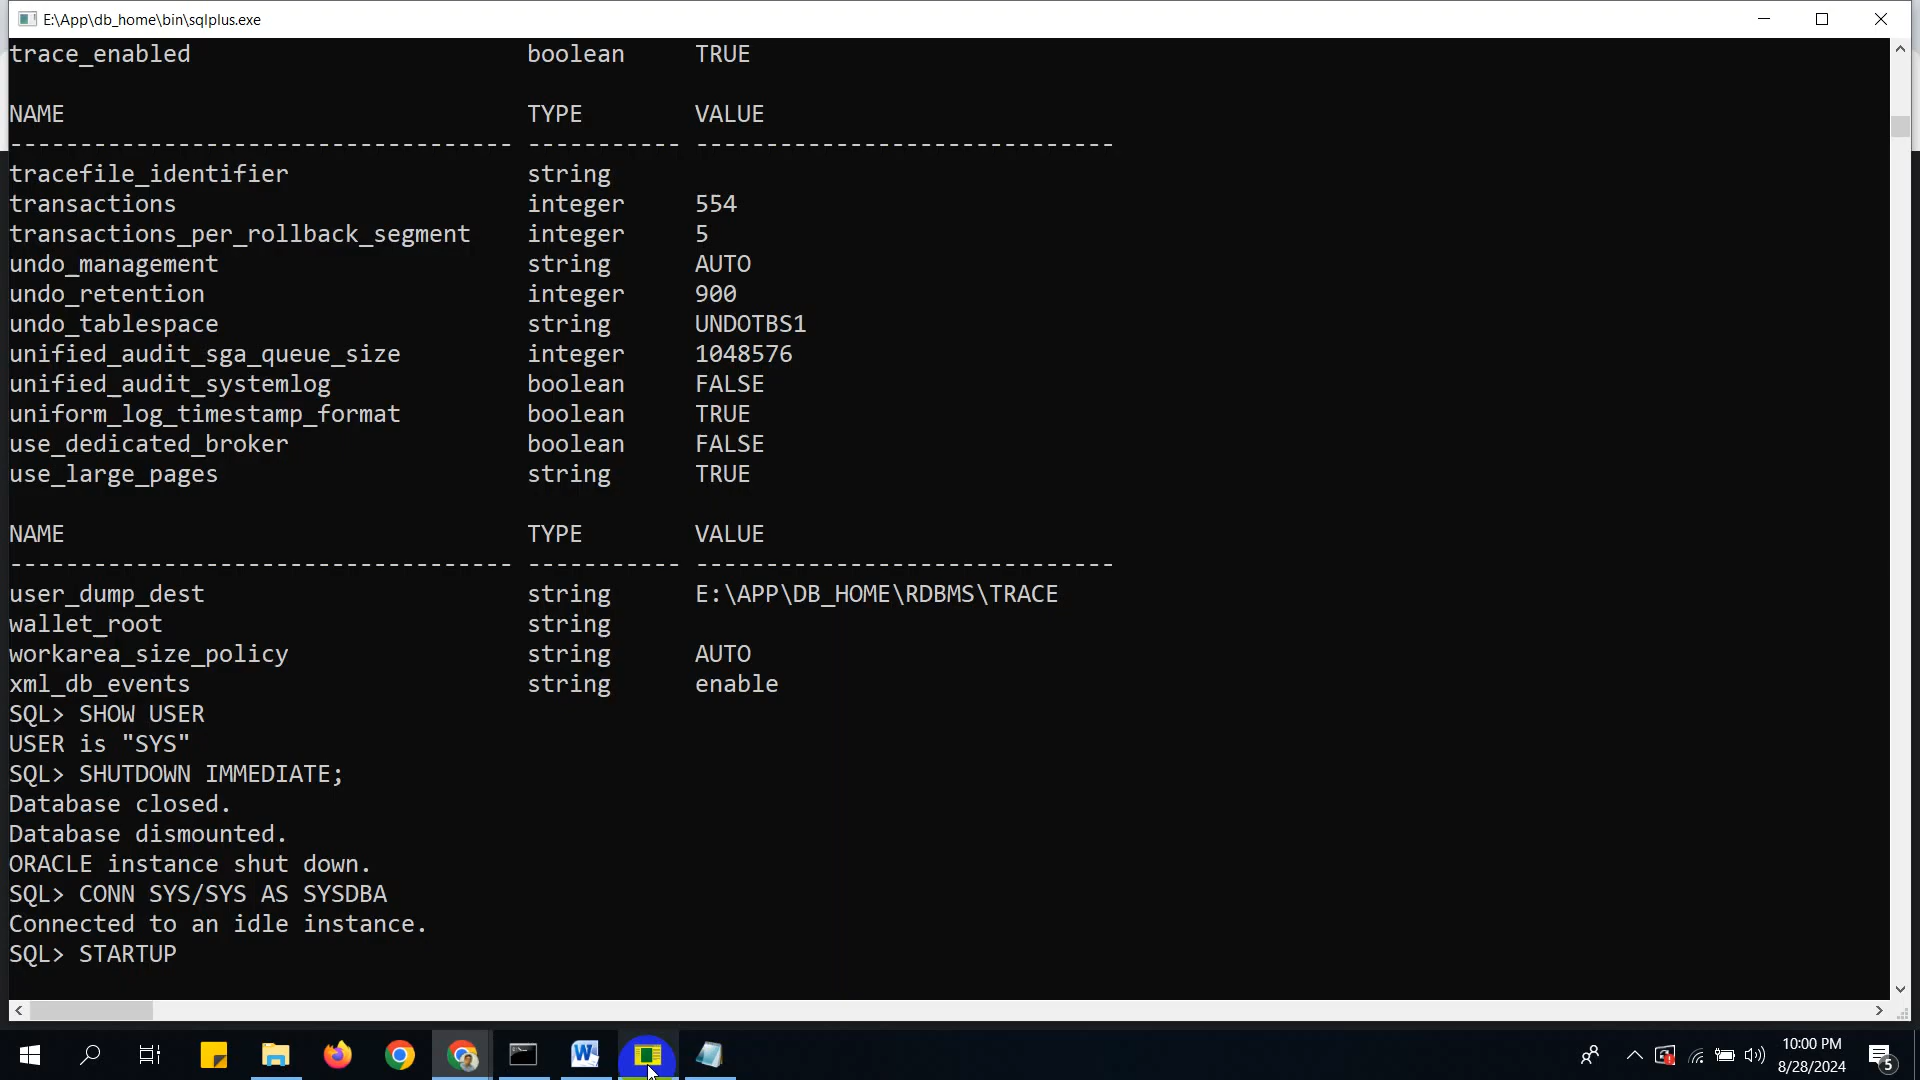 E:\App\db_home\bin\sqlplus.exe
trace_enabled boolean TRUE
NAME TYPE VALUE
------------------------------------ ----------- ------------------------------
tracefile_identifier string
transactions integer 554
transactions_per_rollback_segment integer 5
undo_management string AUTO
undo_retention integer 900
undo_tablespace string UNDOTBS1
unified_audit_sga_queue_size integer 1048576
unified_audit_systemlog boolean FALSE
uniform_log_timestamp_format boolean TRUE
use_dedicated_broker boolean FALSE
use_large_pages string TRUE
NAME TYPE VALUE
------------------------------------ ----------- ------------------------------
user_dump_dest string E:\APP\DB_HOME\RDBMS\TRACE
wallet_root string
workarea_size_policy string AUTO
xml_db_events string enable
SQL> SHOW USER
USER is "SYS"
SQL> SHUTDOWN IMMEDIATE;
Database closed.
Database dismounted.
ORACLE instance shut down.
SQL> CONN SYS/SYS AS SYSDBA
Connected to an idle instance.
SQL> STARTUP
10:00 PM
8/28/2024
5